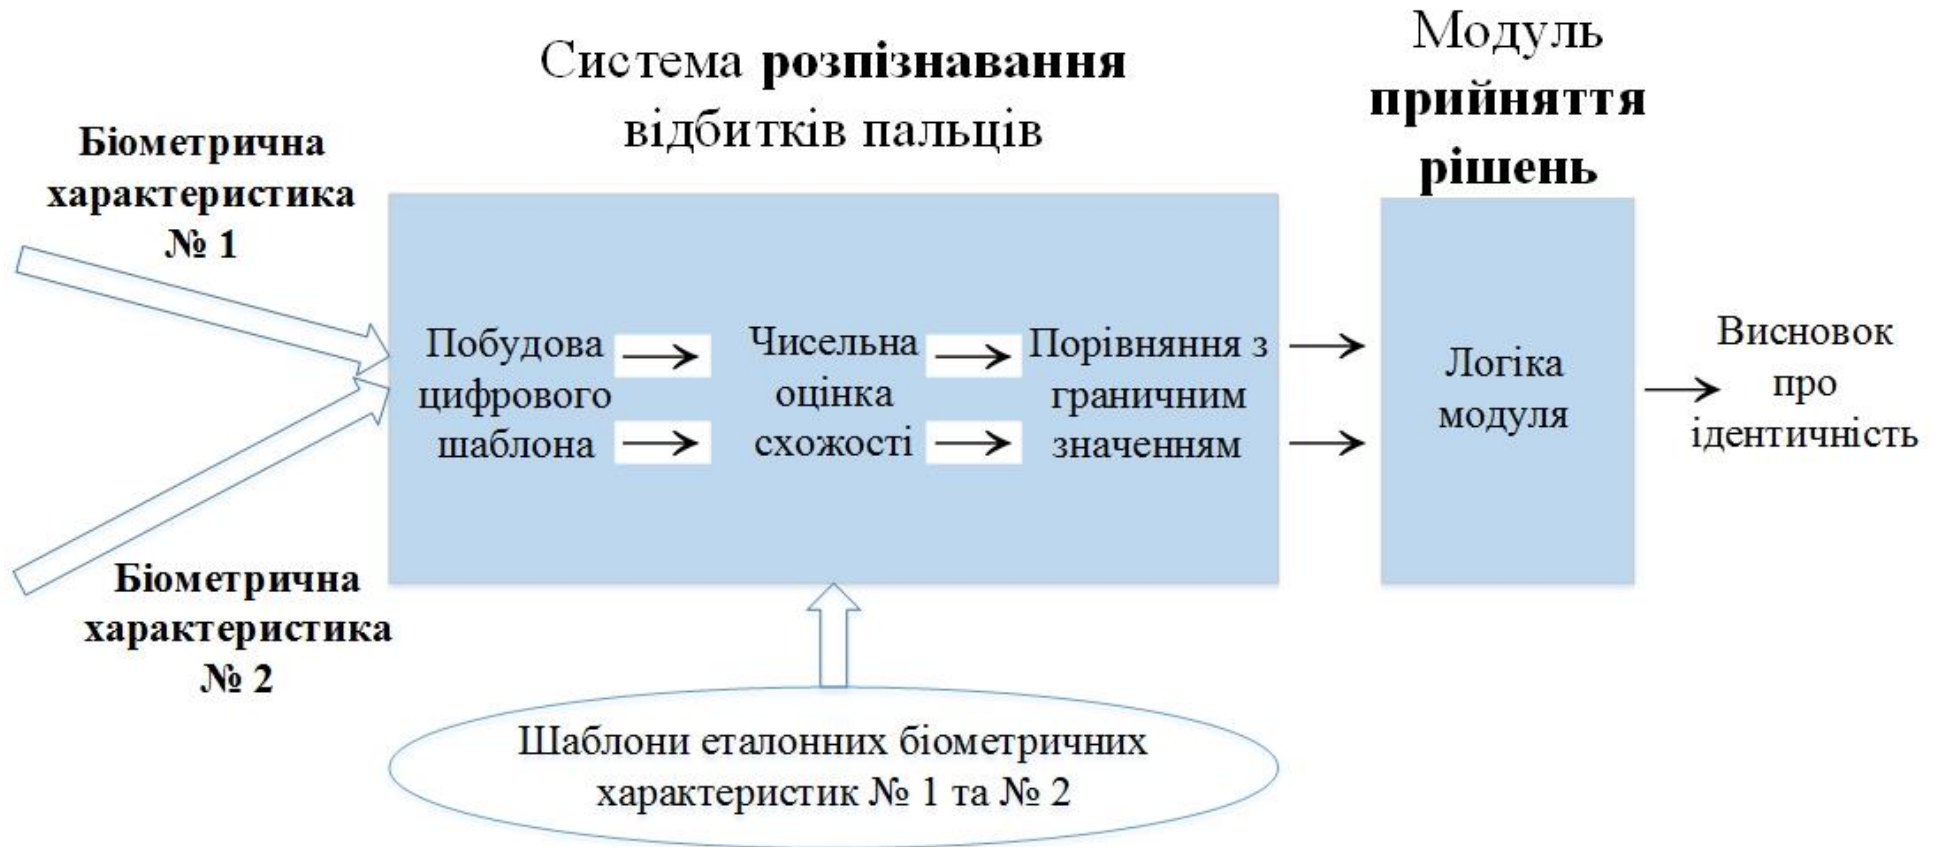 Система розпізнавання
відбитків пальців
Модуль
прийняття
рішень
Біометрична
характеристика
№ 1
Біометрична
характеристика
№ 2
Побудова
цифрового
шаблона
Чисельна
оцінка
схожості
Порівняння з
граничним
значенням
Логіка
модуля
Висновок
про
ідентичність
Шаблони еталонних біометричних
характеристик № 1 та № 2